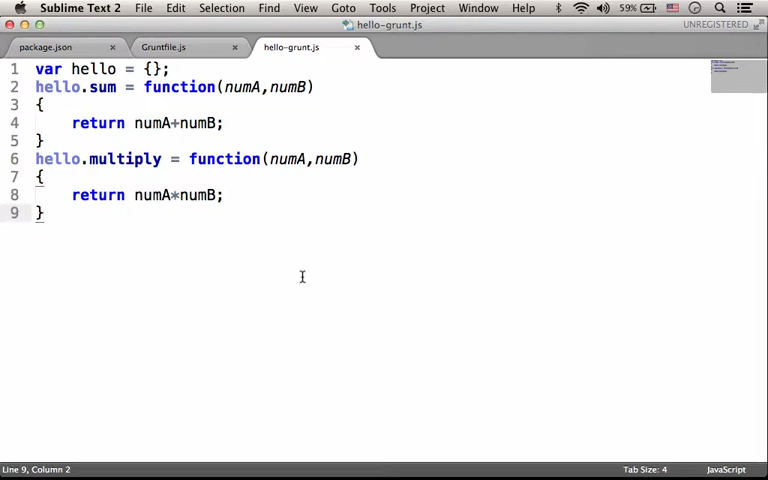 Sublime Text 2 File Edit Selection Find View Goto Tools Project Window Help 59%
hello-grunt.js UNREGISTERED
package.json Gruntfile.js hello-grunt.js
1 var hello = {};
2 hello.sum = function(numA,numB)
3 {
4 return numA+numB;
5 }
6 hello.multiply = function(numA,numB)
7 {
8 return numA*numB;
9 }
Line 9, Column 2 Tab Size: 4 JavaScript